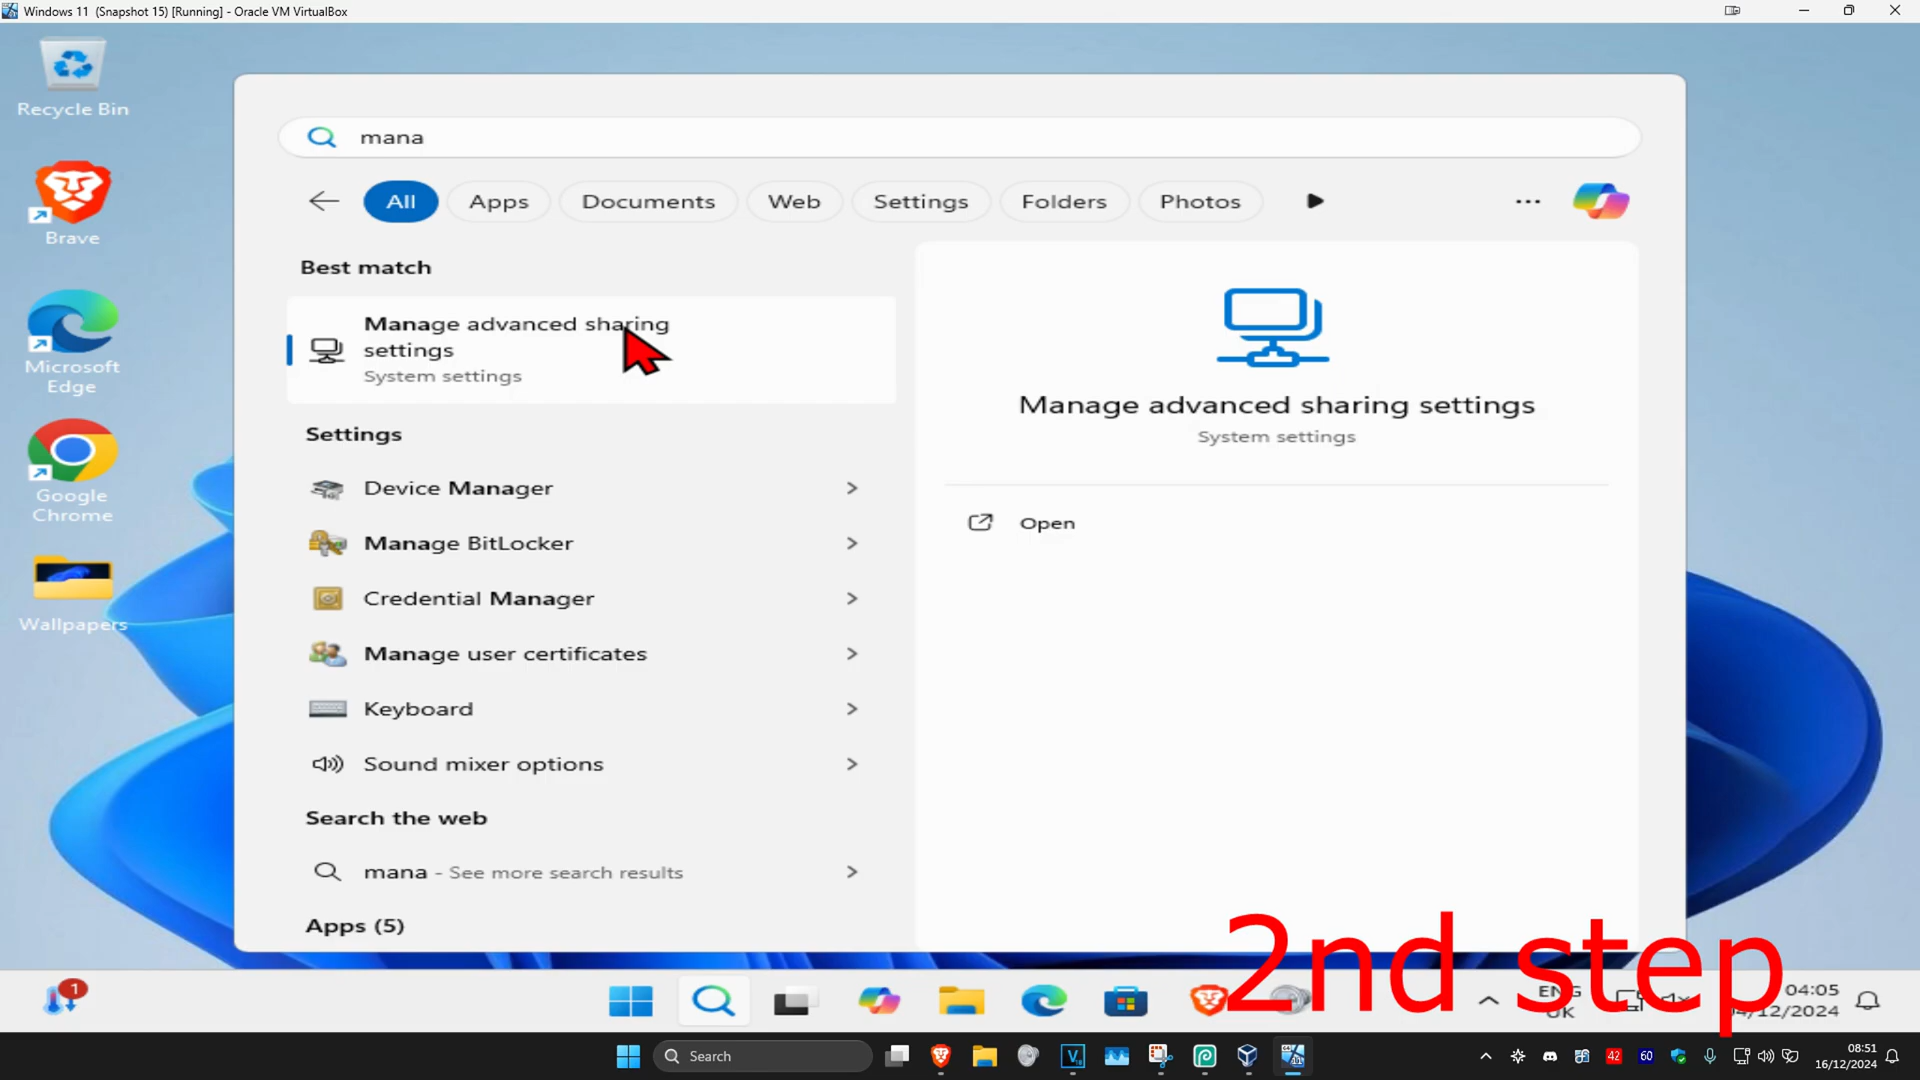 Windows 11 (Snapshot 15) [Running] - Oracle VM VirtualBox
Recycle Bin
Brave
Microsoft
Edge
Google
Chrome
Wallpapers
mana
All
Apps
Documents
Web
Settings
Folders
Photos
Best match
Manage advanced sharing
settings
System settings
Settings
Device Manager
Manage BitLocker
Credential Manager
Manage user certificates
Keyboard
Sound mixer options
Search the web
mana - See more search results
Apps (5)
Manage advanced sharing settings
System settings
Open
2nd step
1
ENG
UK
04:05
/12/2024
Search
42
60
08:51
16/12/2024